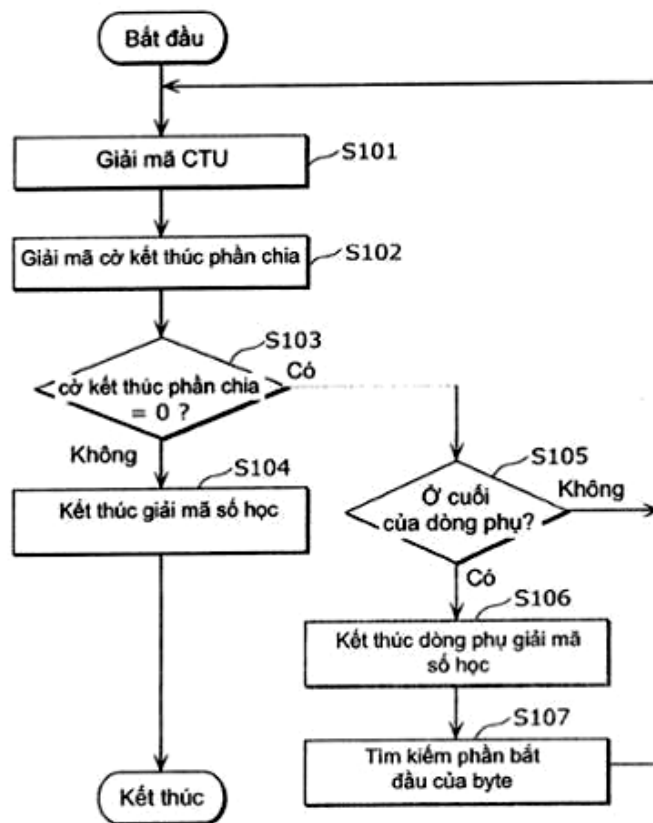 Bắt đầu
Giải mã CTU
S101
Giải mã cờ kết thúc phần chia
S102
S103
cờ kết thúc phần chia
= 0 ?
Có
Không
S104
Kết thúc giải mã số học
S105
Ở cuối
của dòng phụ?
Không
Có
S106
Kết thúc dòng phụ giải mã
số học
S107
Tìm kiếm phần bắt
đầu của byte
Kết thúc